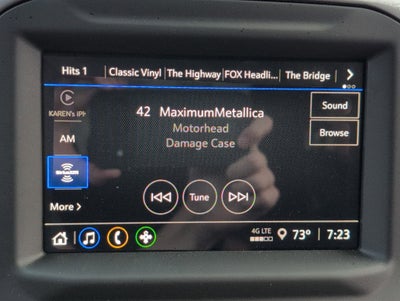 Hits 1 Classic Vinyl The Highway FOX Headli... The Bridge
KAREN's iPh
42 MaximumMetallica
Sound
Motorhead
AM
Browse
Damage Case
SiriusXM
Tune
More >
4G LTE
73° 7:23